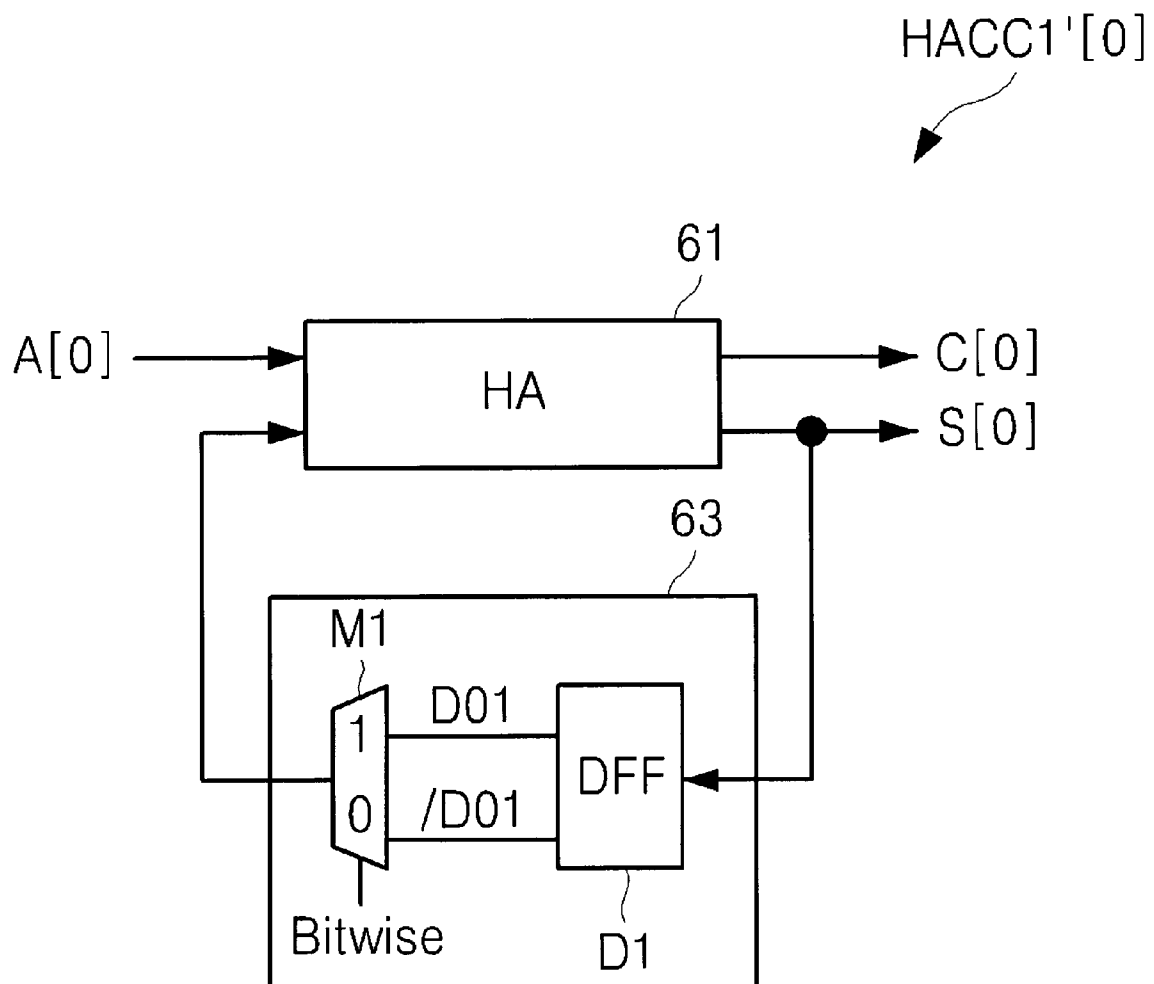 HACC1'[0]
61
A[0]
HA
C[0]
S[0]
63
M1
1
D01
DFF
0
/D01
Bitwise
D1